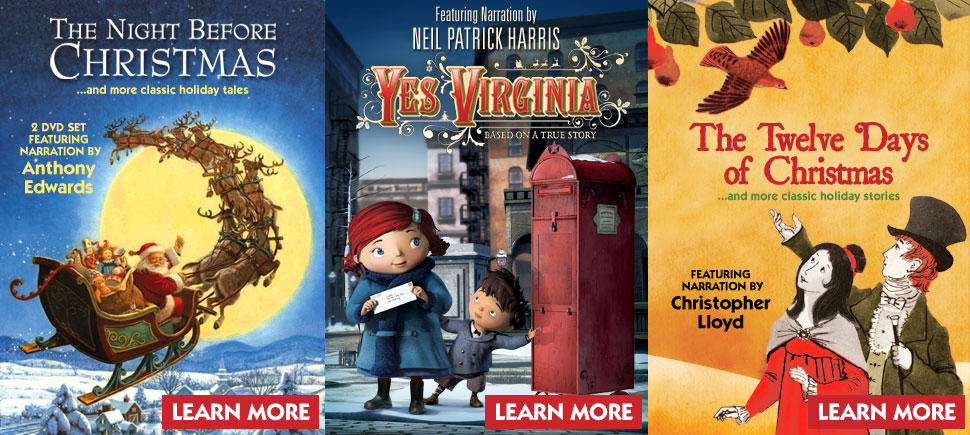 THE NIGHT BEFORE
CHRISTMAS
...and more classic holiday tales
2 DVD SET
FEATURING
NARRATION BY
Anthony
Edwards
LEARN MORE
Featuring Narration by
NEIL PATRICK HARRIS
YES VIRGINIA
BASED ON A TRUE STORY
LEARN MORE
The Twelve Days
of Christmas
...and more classic holiday stories
FEATURING
NARRATION BY
Christopher
Lloyd
LEARN MORE